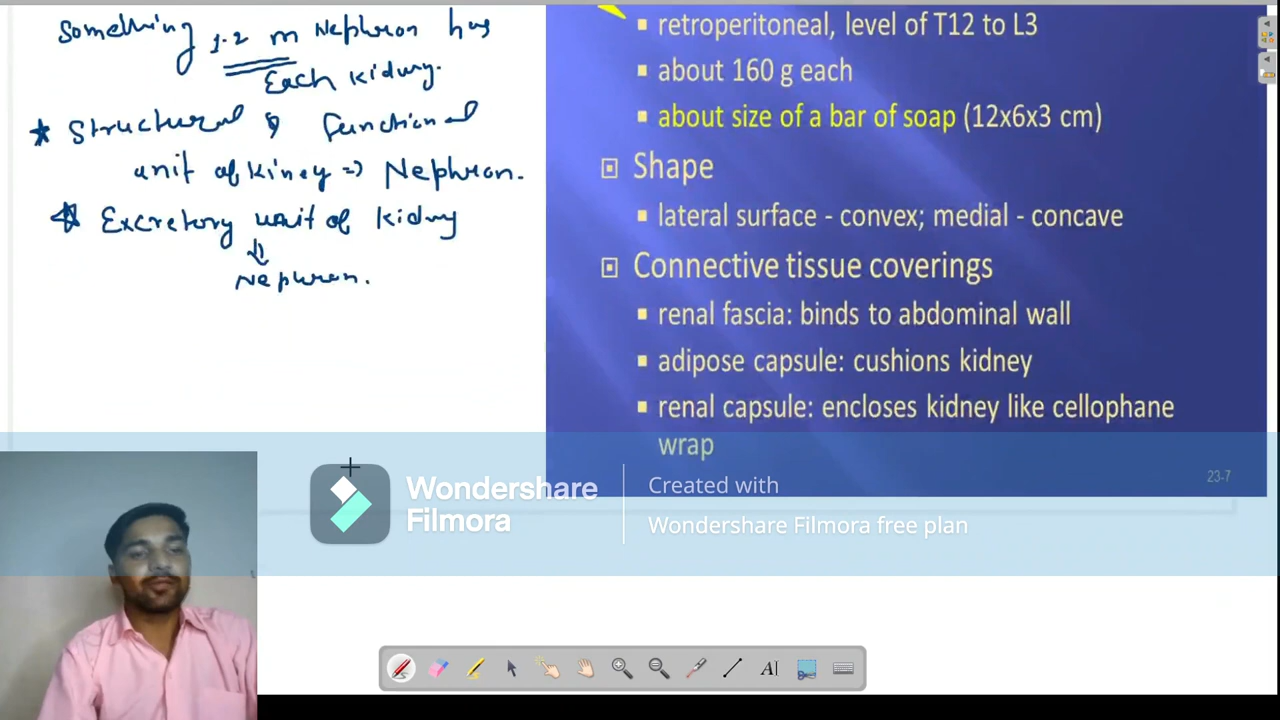 Something 1.2 m Nephron has
Each kidney.
★ Structural & Functional
unit of kiney => Nephron.
★ Excretory unit of kidny
Nephron.
▪ retroperitoneal, level of T12 to L3
▪ about 160 g each
▪ about size of a bar of soap (12x6x3 cm)
Shape
▪ lateral surface - convex; medial - concave
Connective tissue coverings
▪ renal fascia: binds to abdominal wall
▪ adipose capsule: cushions kidney
▪ renal capsule: encloses kidney like cellophane
wrap
23-7
Wondershare
Filmora
Created with
Wondershare Filmora free plan
AI